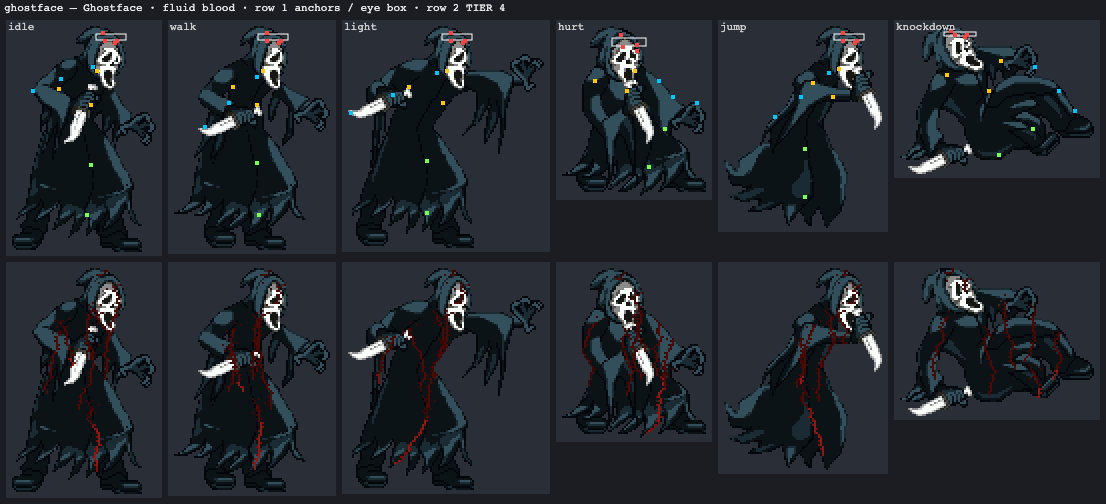 ghostface — Ghostface · fluid blood · row 1 anchors / eye box · row 2 TIER 4
idle
walk
light
hurt
jump
knockdown